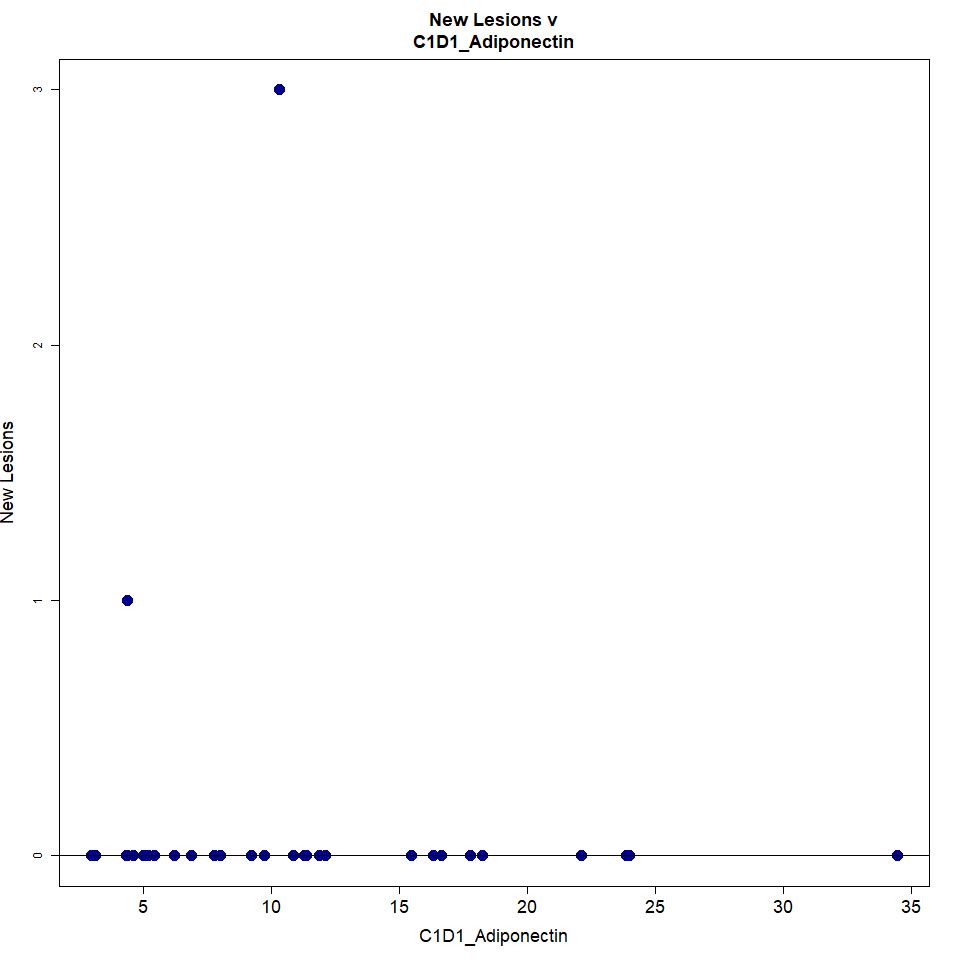 New Lesions v
C1D1_Adiponectin
3
2
1
0
New Lesions
5 10 15 20 25 30 35
C1D1_Adiponectin